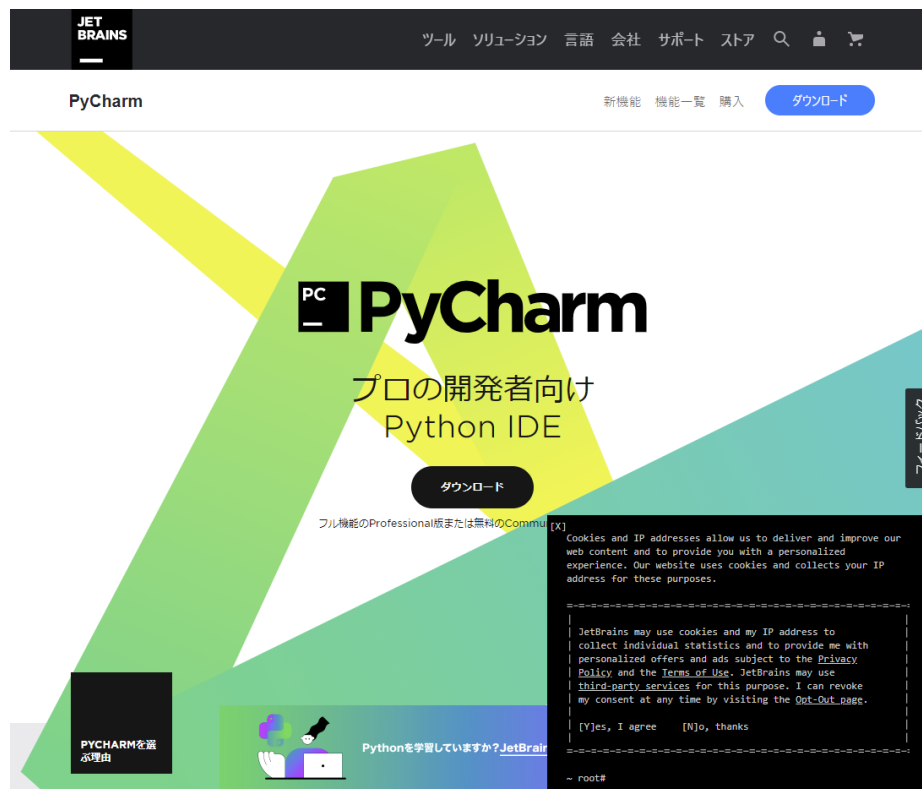 JET
BRAINS
ツール ソリューション 言語 会社 サポート ストア
PyCharm
新機能 機能一覧 購入 ダウンロード
PC
PyCharm
プロの開発者向け
Python IDE
ダウンロード
フル機能のProfessional版または無料のCommu
フィードバック
[X]
Cookies and IP addresses allow us to deliver and improve our
web content and to provide you with a personalized
experience. Our website uses cookies and collects your IP
address for these purposes.
JetBrains may use cookies and my IP address to
collect individual statistics and to provide me with
personalized offers and ads subject to the Privacy
Policy and the Terms of Use. JetBrains may use
third-party services for this purpose. I can revoke
my consent at any time by visiting the Opt-Out page.
[Y]es, I agree [N]o, thanks
~ root#
PYCHARMを選
ぶ理由
Pythonを学習していますか？JetBrain